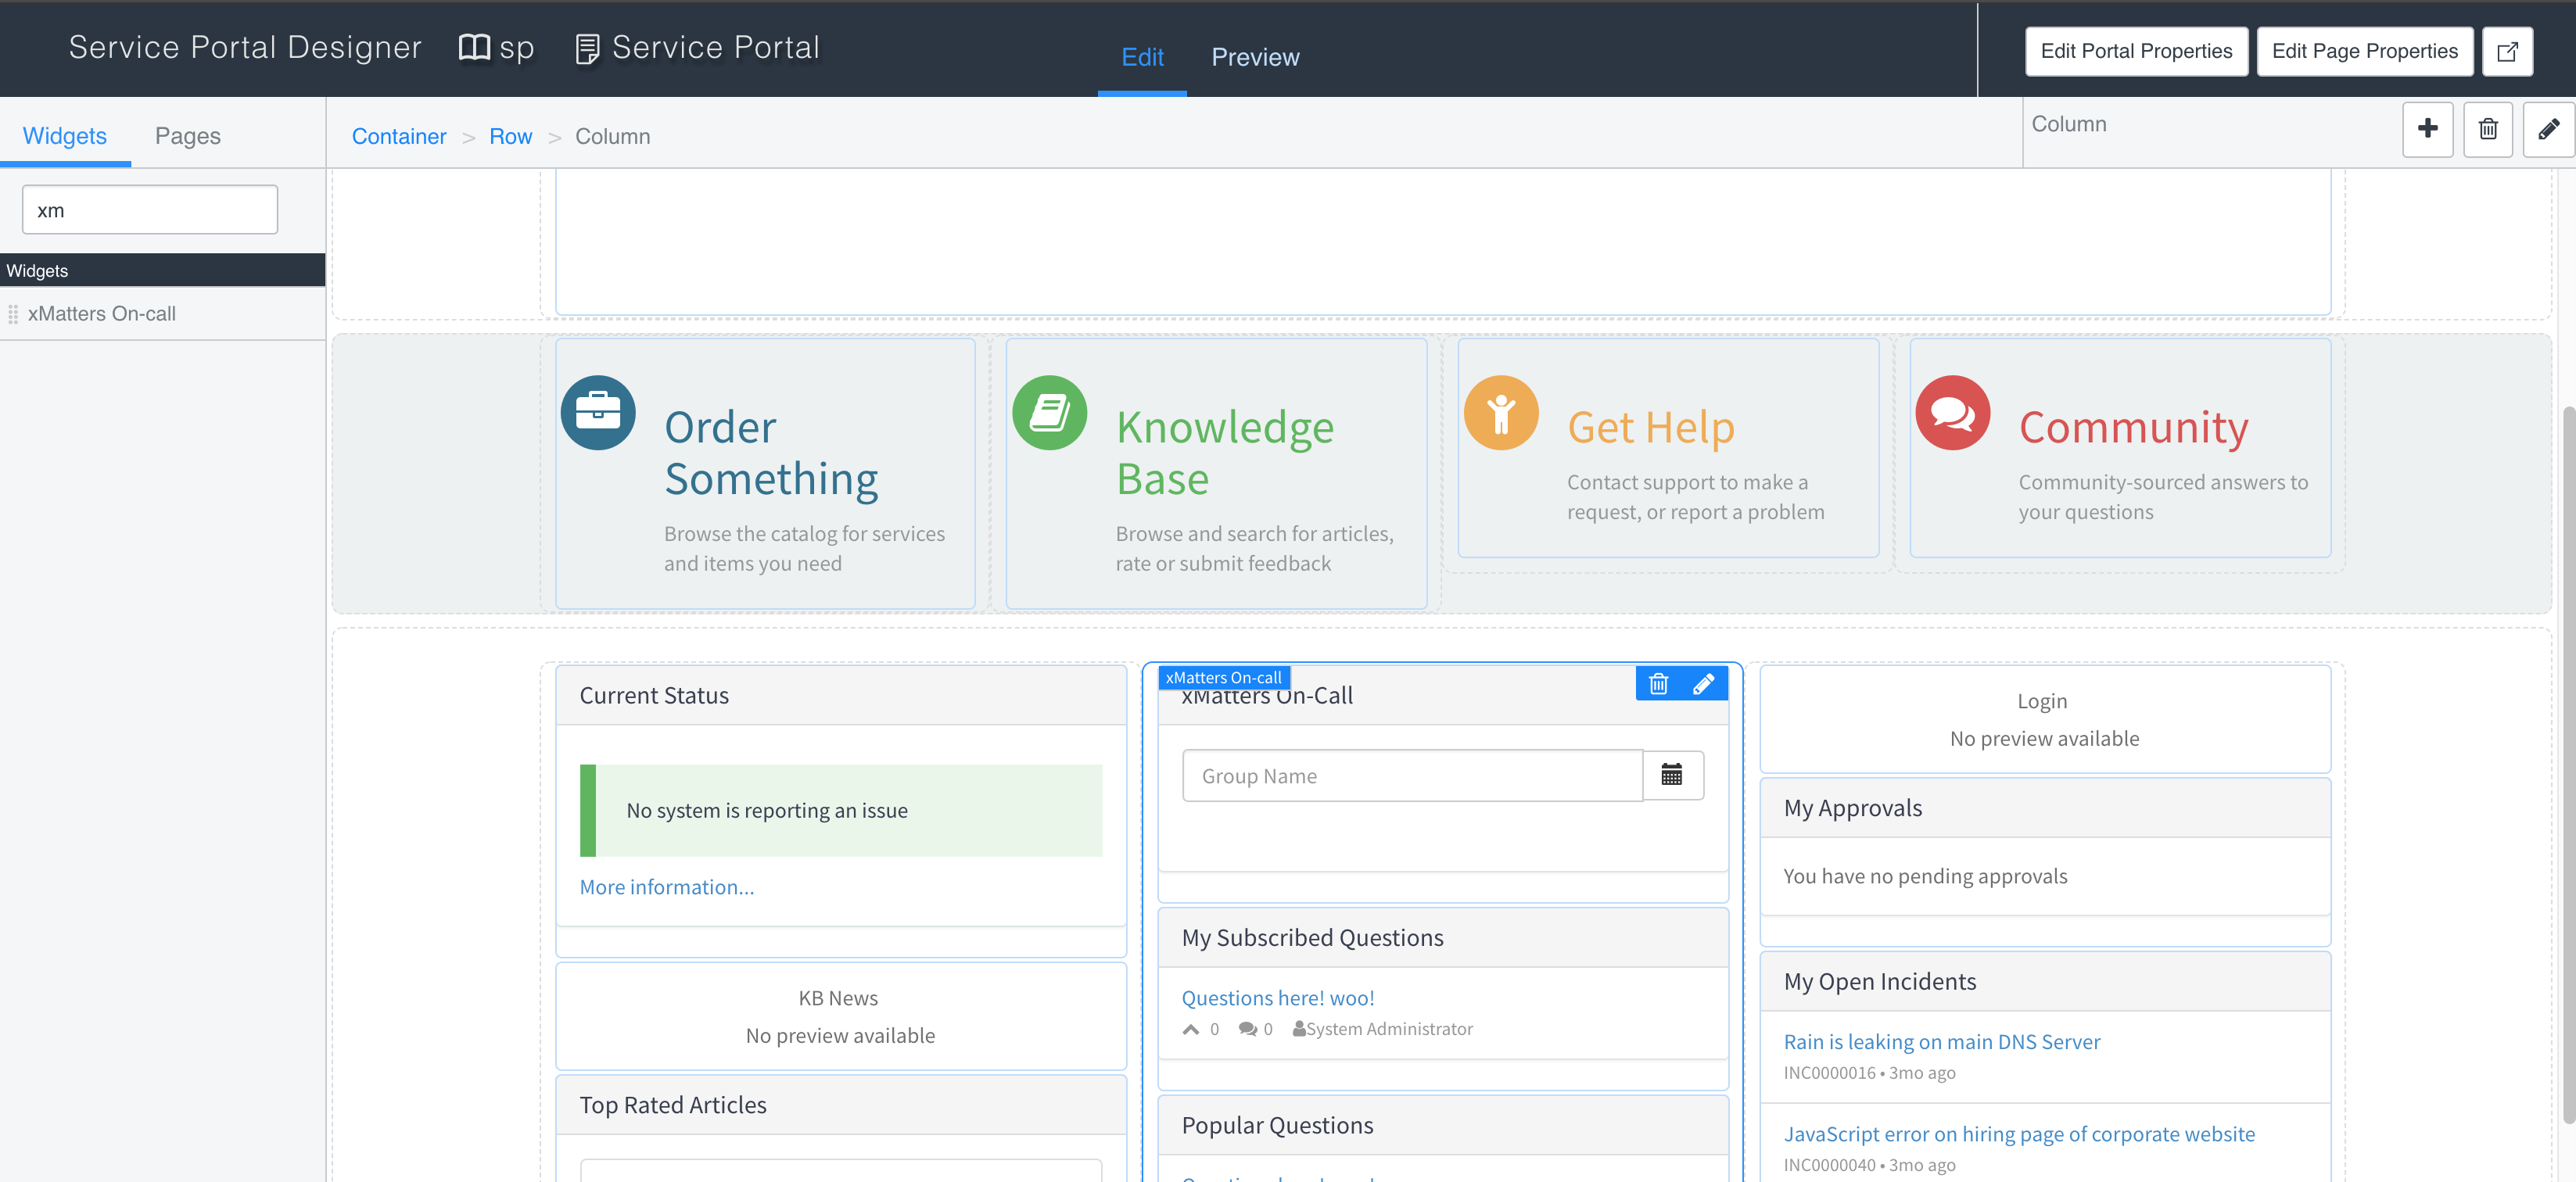 Service Portal Designer
sp
Service Portal
Edit
Preview
Edit Portal Properties
Edit Page Properties
Widgets
Pages
Container > Row > Column
Column
xm
Widgets
xMatters On-call
Order
Something
Browse the catalog for services
and items you need
Knowledge
Base
Browse and search for articles,
rate or submit feedback
Get Help
Contact support to make a
request, or report a problem
Community
Community-sourced answers to
your questions
Current Status
No system is reporting an issue
More information...
KB News
No preview available
Top Rated Articles
xMatters On-call
xMatters On-Call
Group Name
My Subscribed Questions
Questions here! woo!
0
0
System Administrator
Popular Questions
Login
No preview available
My Approvals
You have no pending approvals
My Open Incidents
Rain is leaking on main DNS Server
INC0000016 • 3mo ago
JavaScript error on hiring page of corporate website
INC0000040 • 3mo ago